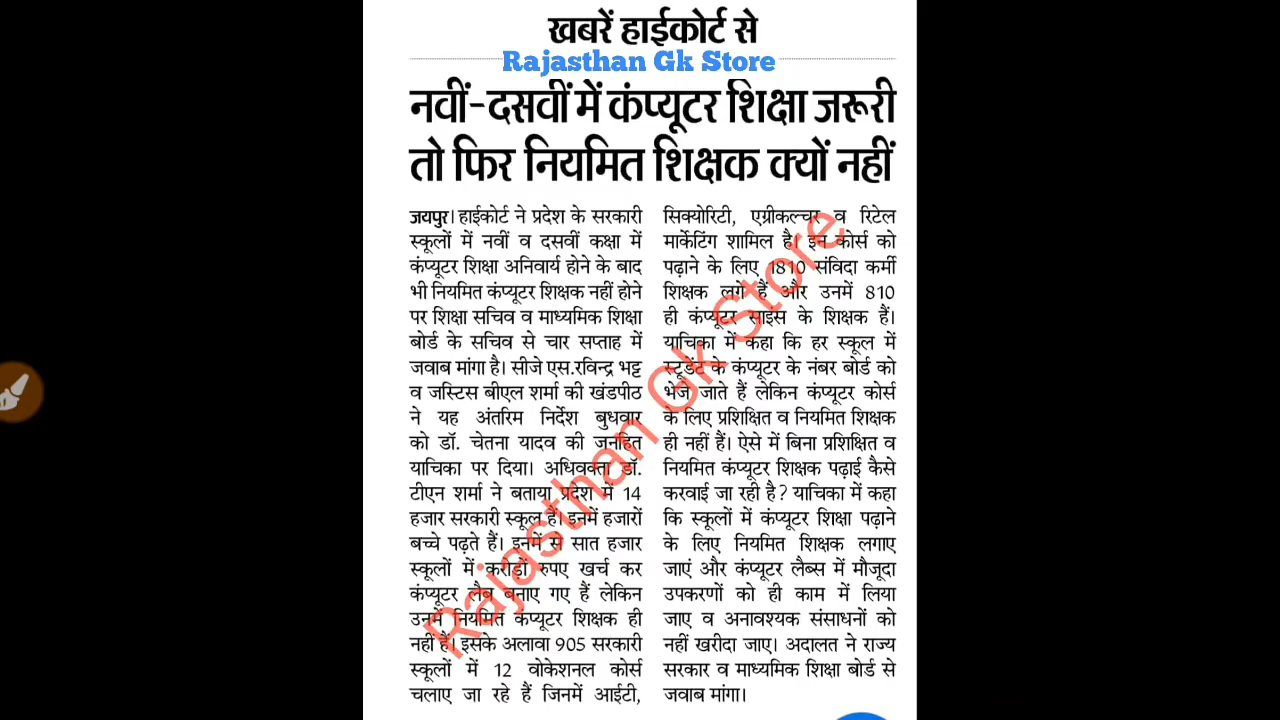 खबरें हाईकोर्ट से
Rajasthan Gk Store
नवीं-दसवीं में कंप्यूटर शिक्षा जरूरी
तो फिर नियमित शिक्षक क्यों नहीं
जयपुर। हाईकोर्ट ने प्रदेश के सरकारी
स्कूलों में नवीं व दसवीं कक्षा में
कंप्यूटर शिक्षा अनिवार्य होने के बाद
भी नियमित कंप्यूटर शिक्षक नहीं होने
पर शिक्षा सचिव व माध्यमिक शिक्षा
बोर्ड के सचिव से चार सप्ताह में
जवाब मांगा है। सीजे एस.रविन्द्र भट्ट
व जस्टिस बीएल शर्मा की खंडपीठ
ने यह अंतरिम निर्देश बुधवार
को डॉ. चेतना यादव की जनहित
याचिका पर दिया। अधिवक्ता डॉ.
टीएन शर्मा ने बताया प्रदेश में 14
हजार सरकारी स्कूल हैं। इनमें हजारों
बच्चे पढ़ते हैं। इनमें से सात हजार
स्कूलों में करोड़ों रुपए खर्च कर
कंप्यूटर लैब बनाए गए हैं लेकिन
उनमें नियमित कंप्यूटर शिक्षक ही
नहीं है। इसके अलावा 905 सरकारी
स्कूलों में 12 वोकेशनल कोर्स
चलाए जा रहे हैं जिनमें आईटी,
सिक्योरिटी, एग्रीकल्चर व रिटेल
मार्केटिंग शामिल है। इन कोर्स को
पढ़ाने के लिए 1810 संविदा कर्मी
शिक्षक लगे हैं और उनमें 810
ही कंप्यूटर साइंस के शिक्षक हैं।
याचिका में कहा कि हर स्कूल में
स्टूडेंट के कंप्यूटर के नंबर बोर्ड को
भेजे जाते हैं लेकिन कंप्यूटर कोर्स
के लिए प्रशिक्षित व नियमित शिक्षक
ही नहीं हैं। ऐसे में बिना प्रशिक्षित व
नियमित कंप्यूटर शिक्षक पढ़ाई कैसे
करवाई जा रही है? याचिका में कहा
कि स्कूलों में कंप्यूटर शिक्षा पढ़ाने
के लिए नियमित शिक्षक लगाए
जाएं और कंप्यूटर लैब्स में मौजूदा
उपकरणों को ही काम में लिया
जाए व अनावश्यक संसाधनों को
नहीं खरीदा जाए। अदालत ने राज्य
सरकार व माध्यमिक शिक्षा बोर्ड से
जवाब मांगा।
Rajasthan Gk Store